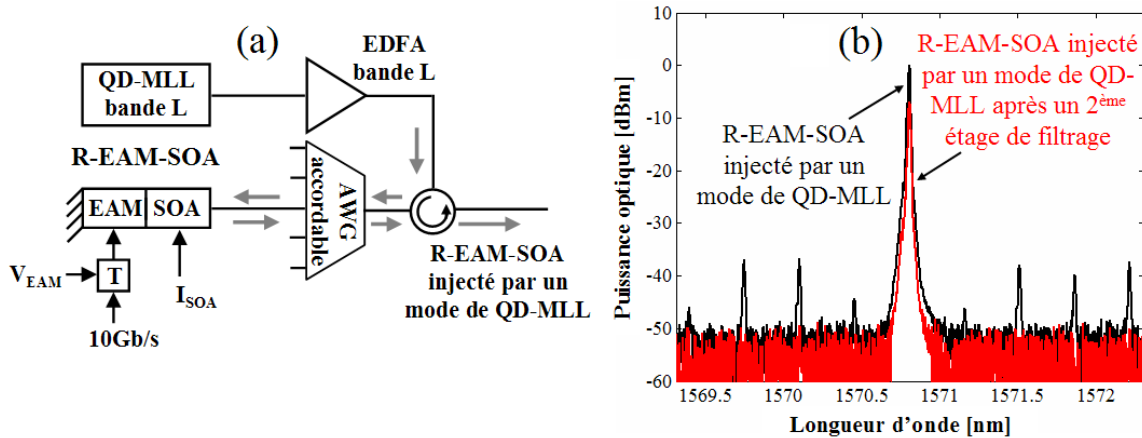 (a)
QD-MLL
bande L
EDFA
bande L
R-EAM-SOA
EAM
SOA
AWG
accordable
V_EAM
T
I_SOA
10Gb/s
R-EAM-SOA
injecté par un
mode de QD-MLL
(b)
R-EAM-SOA injecté
par un mode de QD-
MLL après un 2ème
étage de filtrage
R-EAM-SOA
injecté par un
mode de QD-MLL
Puissance optique [dBm]
10
0
-10
-20
-30
-40
-50
-60
1569.5 1570 1570.5 1571 1571.5 1572
Longueur d'onde [nm]